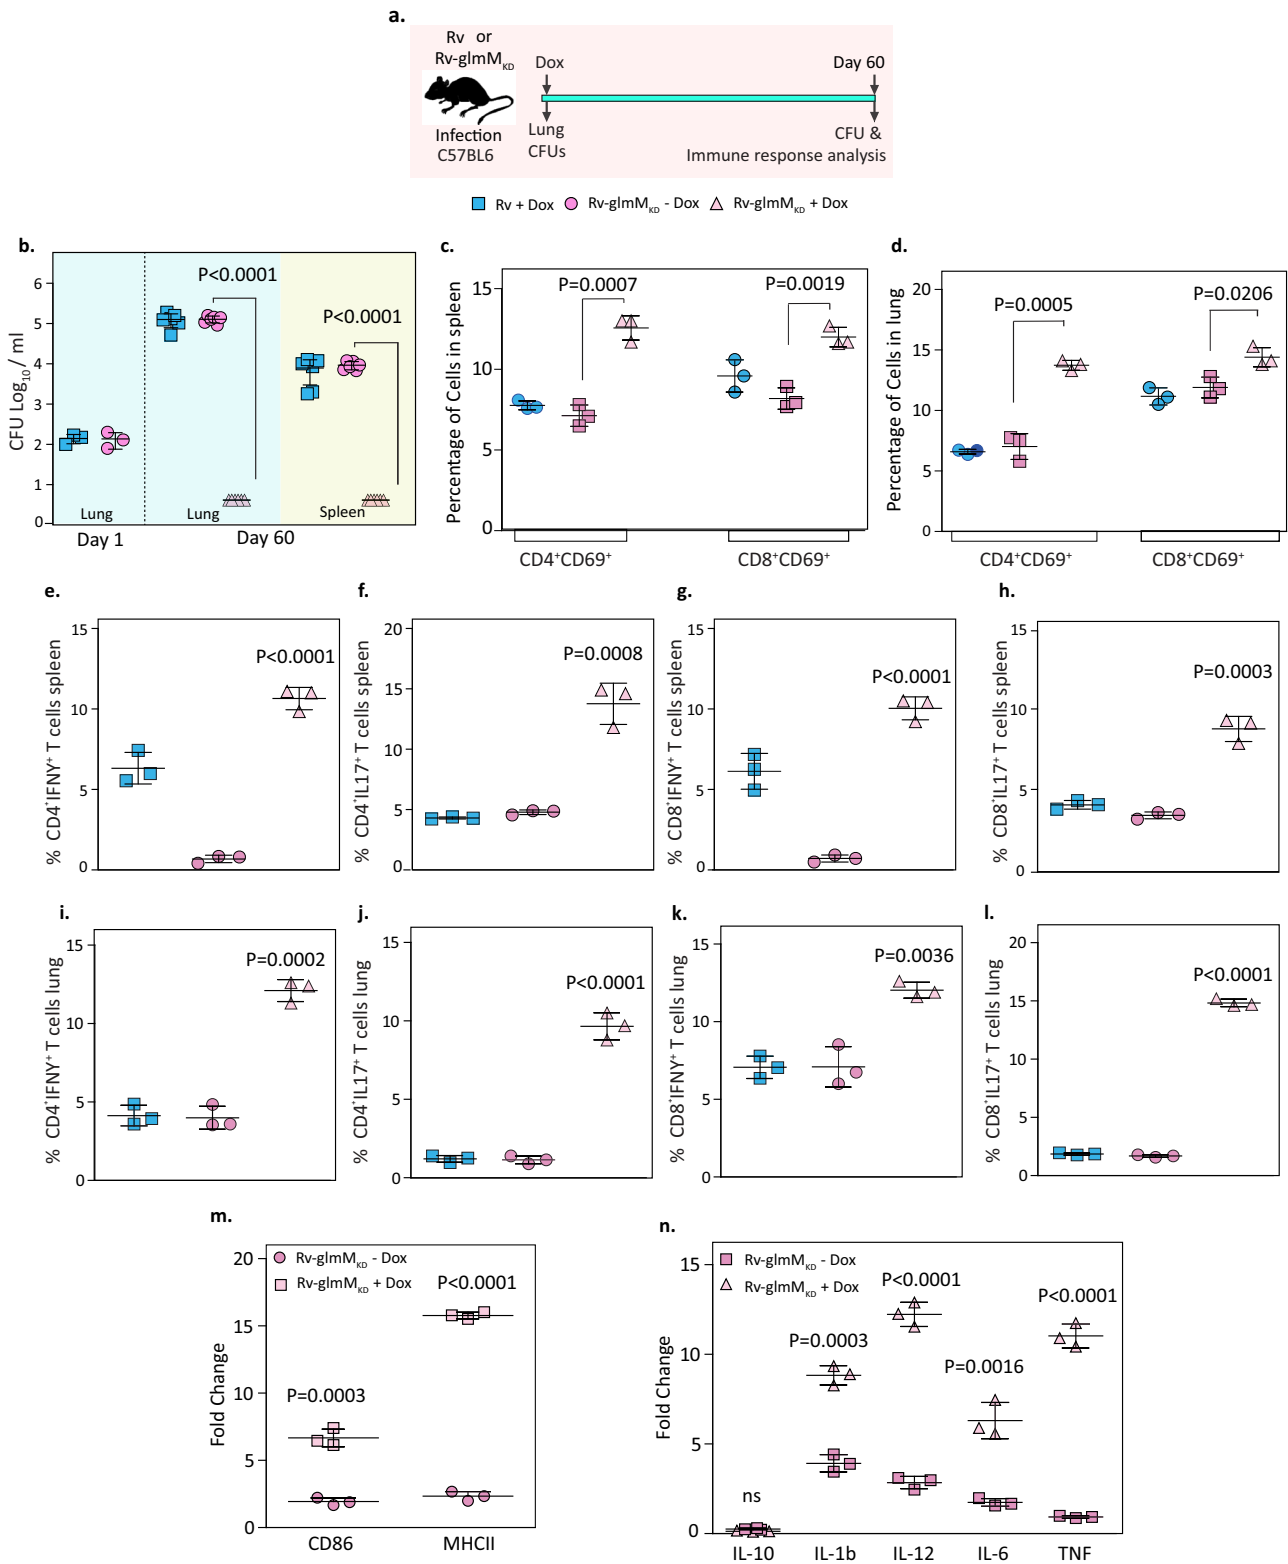 a.
Rv or
Rv-glmM_KD
Infection
C57BL6
Dox
Day 60
Lung
CFUs
CFU &
Immune response analysis
Rv + Dox
Rv-glmM_KD - Dox
Rv-glmM_KD + Dox
b.
CFU Log10 / ml
6
5
4
3
2
1
0
P<0.0001
P<0.0001
Lung
Lung
Spleen
Day 1
Day 60
c.
Percentage of Cells in spleen
15
10
5
0
P=0.0007
P=0.0019
CD4+CD69+
CD8+CD69+
d.
Percentage of Cells in lung
20
15
10
5
0
P=0.0005
P=0.0206
CD4+CD69+
CD8+CD69+
e.
% CD4+IFNY+ T cells spleen
15
10
5
0
P<0.0001
f.
% CD4+IL17+ T cells spleen
20
15
10
5
0
P=0.0008
g.
% CD8+IFNY+ T cells spleen
15
10
5
0
P<0.0001
h.
% CD8+IL17+ T cells spleen
15
10
5
0
P=0.0003
i.
% CD4+IFNY+ T cells lung
15
10
5
0
P=0.0002
j.
% CD4+IL17+ T cells lung
15
10
5
0
P<0.0001
k.
% CD8+IFNY+ T cells lung
15
10
5
0
P=0.0036
l.
% CD8+IL17+ T cells lung
20
15
10
5
0
P<0.0001
m.
Fold Change
20
15
10
5
0
Rv-glmM_KD - Dox
Rv-glmM_KD + Dox
P<0.0001
P=0.0003
CD86
MHCII
n.
Fold Change
15
10
5
0
Rv-glmM_KD - Dox
Rv-glmM_KD + Dox
P<0.0001
P<0.0001
P=0.0003
P=0.0016
ns
IL-10
IL-1b
IL-12
IL-6
TNF